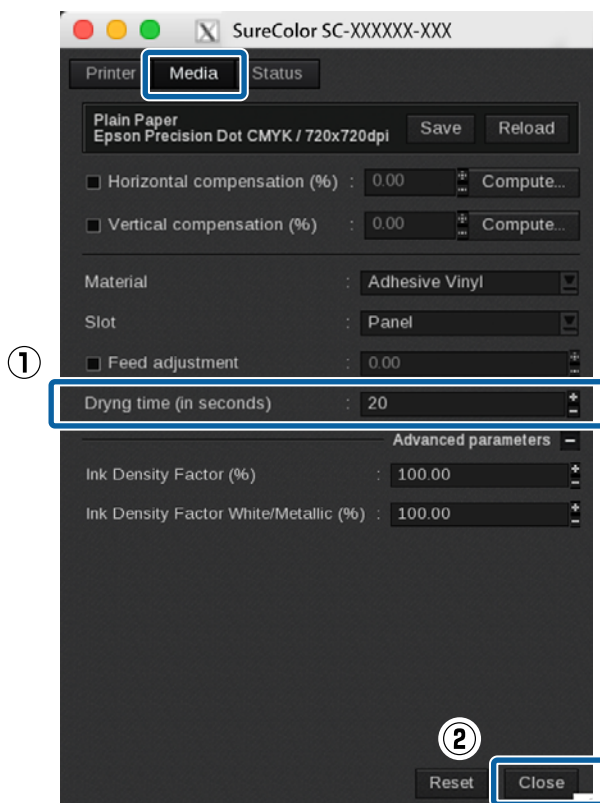 SureColor SC-XXXXXX-XXX
Printer Media Status
Plain Paper
Epson Precision Dot CMYK / 720x720dpi Save Reload
Horizontal compensation (%) : 0.00 Compute...
Vertical compensation (%) : 0.00 Compute...
Material : Adhesive Vinyl
Slot : Panel
①
Feed adjustment : 0.00
Dryng time (in seconds) : 20
Advanced parameters
Ink Density Factor (%) : 100.00
Ink Density Factor White/Metallic (%) : 100.00
②
Reset Close